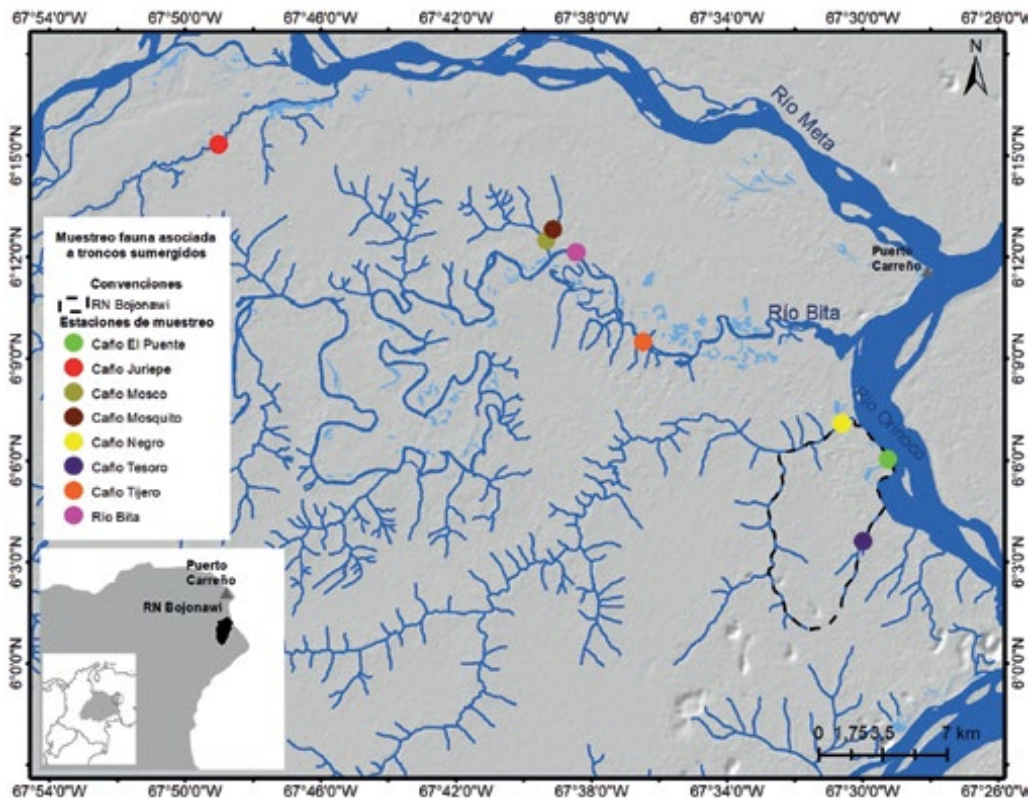 67°54'0"W 67°50'0"W 67°46'0"W 67°42'0"W 67°38'0"W 67°34'0"W 67°30'0"W 67°26'0"W
N
Río Meta
6°15'0"N
6°15'0"N
Muestreo fauna asociada
a troncos sumergidos
Convenciones
RN Bojonawi
Estaciones de muestreo
Caño El Puente
Caño Juriepe
Caño Mosco
Caño Mosquito
Caño Negro
Caño Tesoro
Caño Tijero
Río Bita
6°12'0"N
6°12'0"N
Puerto
Carreño
Río Bita
6°9'0"N
6°9'0"N
Río Orinoco
6°6'0"N
6°6'0"N
6°3'0"N
6°3'0"N
Puerto
Carreño
RN Bojonawi
6°0'0"N
6°0'0"N
0 1,75 3,5 7 km
67°54'0"W 67°50'0"W 67°46'0"W 67°42'0"W 67°38'0"W 67°34'0"W 67°30'0"W 67°26'0"W